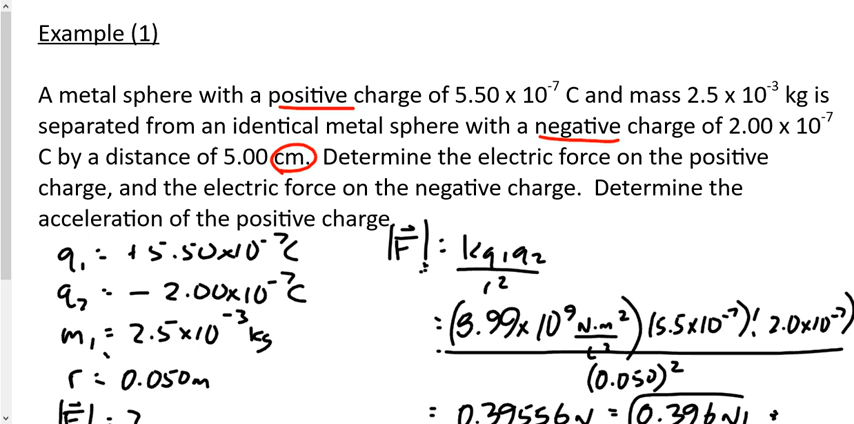 Example (1)
A metal sphere with a positive charge of 5.50 x 10⁻⁷ C and mass 2.5 x 10⁻³ kg is
separated from an identical metal sphere with a negative charge of 2.00 x 10⁻⁷
C by a distance of 5.00 cm. Determine the electric force on the positive
charge, and the electric force on the negative charge. Determine the
acceleration of the positive charge.
q₁ = +5.50x10⁻⁷C
q₂ = - 2.00x10⁻⁷C
m₁ = 2.5x10⁻³ kg
r = 0.050m
|F⃗| = ?
|F⃗| = kq₁q₂
r²
= (8.99x10⁹ N·m²) (5.5x10⁻⁷)(2.0x10⁻⁷)
(0.050)²
= 0.39556N = 0.396N